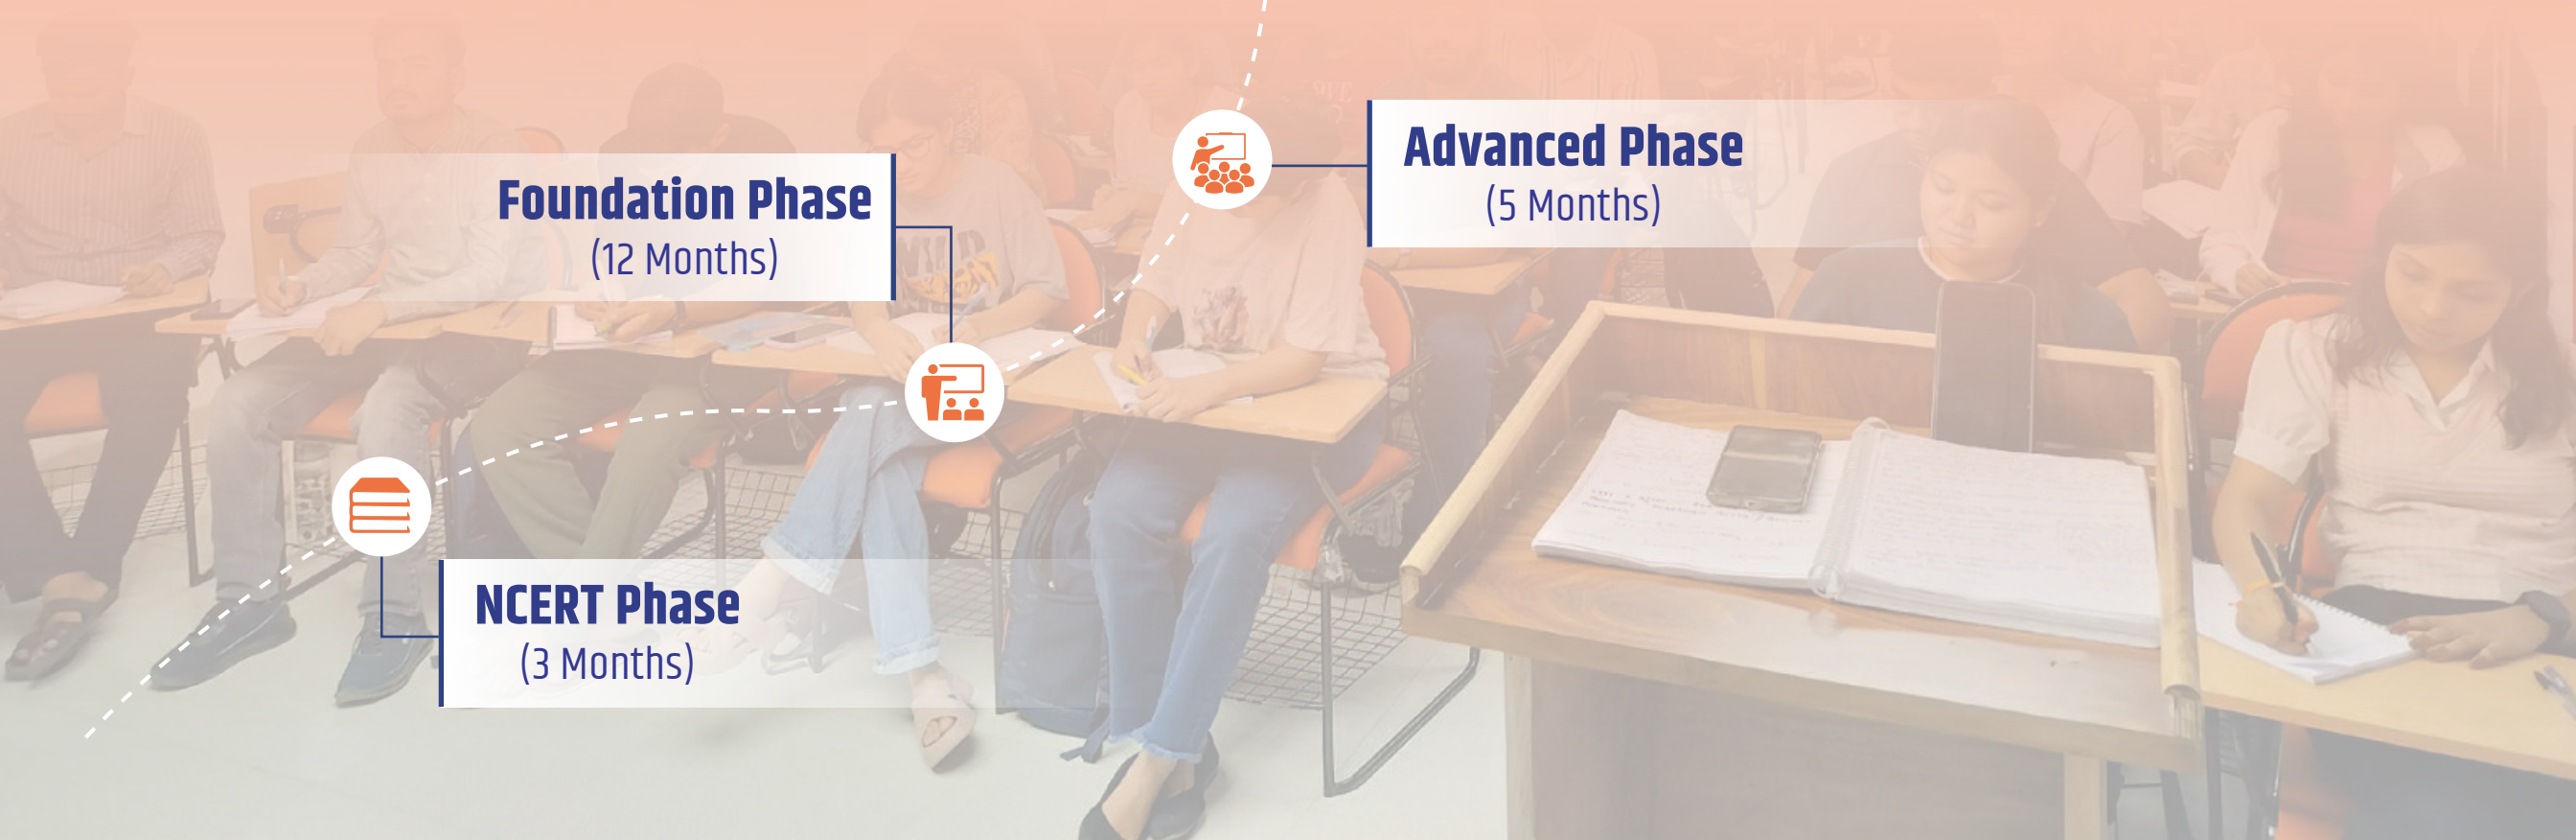 Advanced Phase
(5 Months)
Foundation Phase
(12 Months)
NCERT Phase
(3 Months)